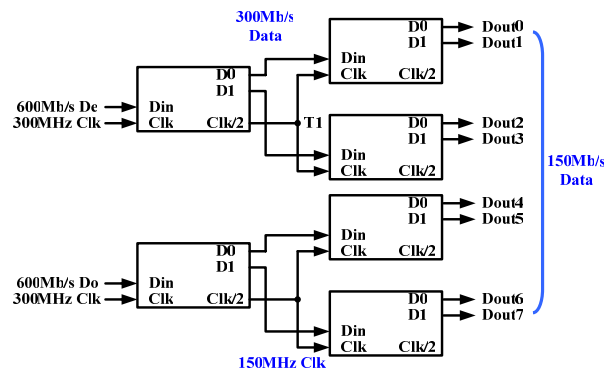 300Mb/s
Data
D0
D1
Din
Clk
Clk/2
Dout0
Dout1
D0
D1
Din
Clk
Clk/2
600Mb/s De
300MHz Clk
T1
D0
D1
Din
Clk
Clk/2
Dout2
Dout3
150Mb/s
Data
D0
D1
Din
Clk
Clk/2
Dout4
Dout5
D0
D1
Din
Clk
Clk/2
600Mb/s Do
300MHz Clk
D0
D1
Din
Clk
Clk/2
Dout6
Dout7
150MHz Clk